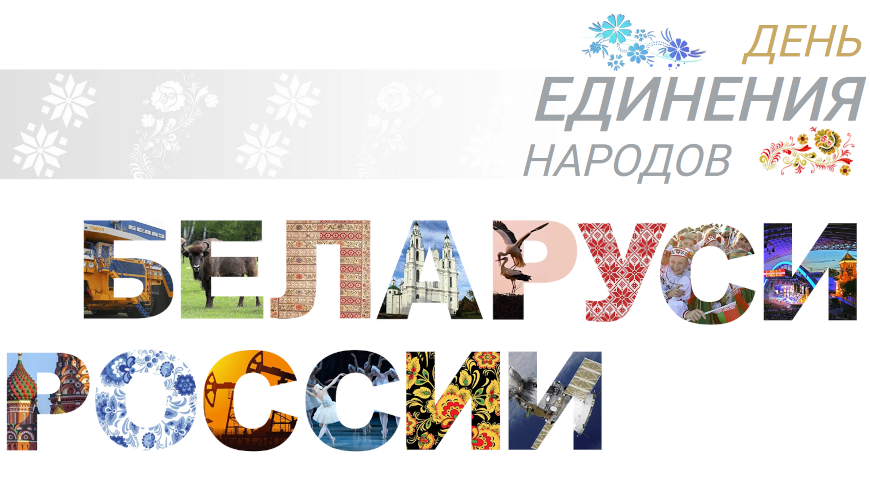 ДЕНЬ
ЕДИНЕНИЯ
НАРОДОВ
БЕЛАРУСИ
РОССИИ